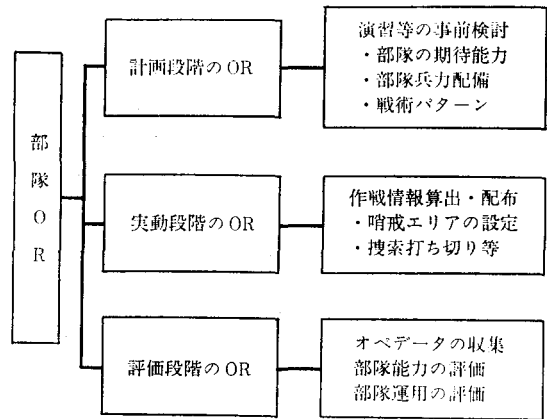 部隊OR
計画段階のOR
演習等の事前検討
・部隊の期待能力
・部隊兵力配備
・戦術パターン
実動段階のOR
作戦情報算出・配布
・哨戒エリアの設定
・捜索打ち切り等
評価段階のOR
オペデータの収集
部隊能力の評価
部隊運用の評価